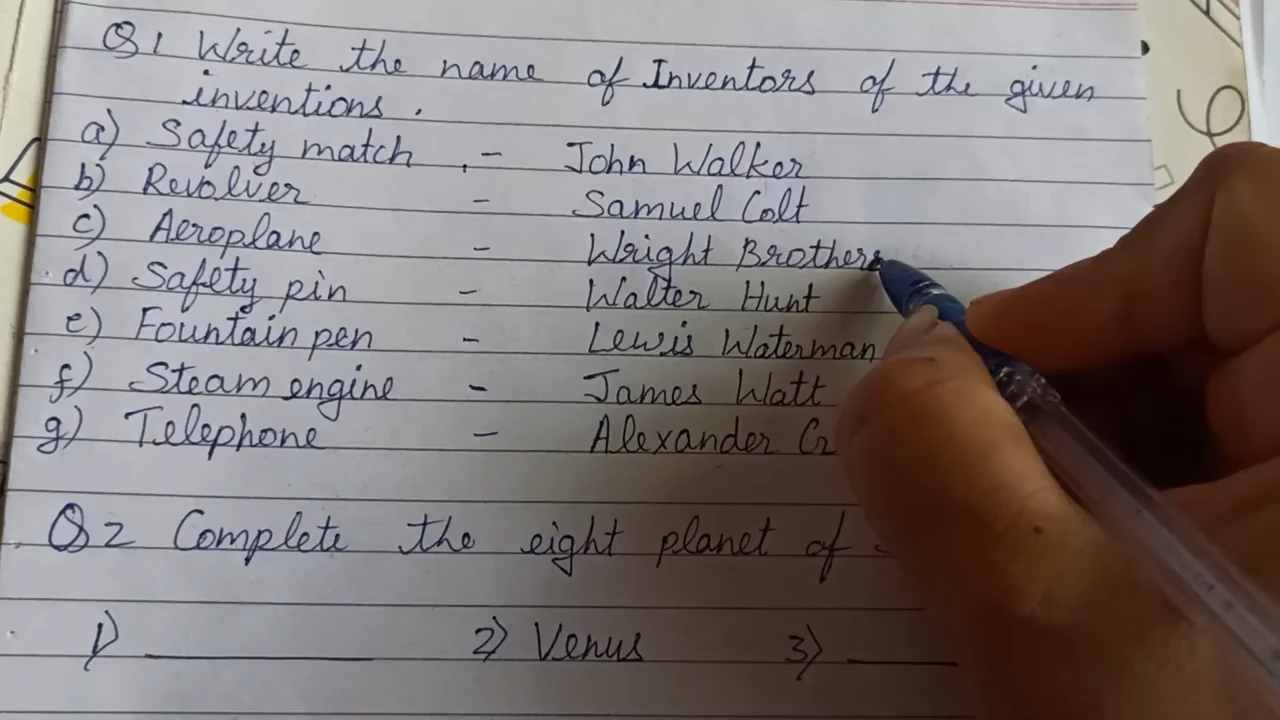 Q1 Write the name of Inventors of the given
inventions.
a) Safety match - John Walker
b) Revolver - Samuel Colt
c) Aeroplane - Wright Brothers
d) Safety pin - Walter Hunt
e) Fountain pen - Lewis Waterman
f) Steam engine - James Watt
g) Telephone - Alexander
Q2 Complete the eight planet of
1) ________ 2) Venus 3) ____